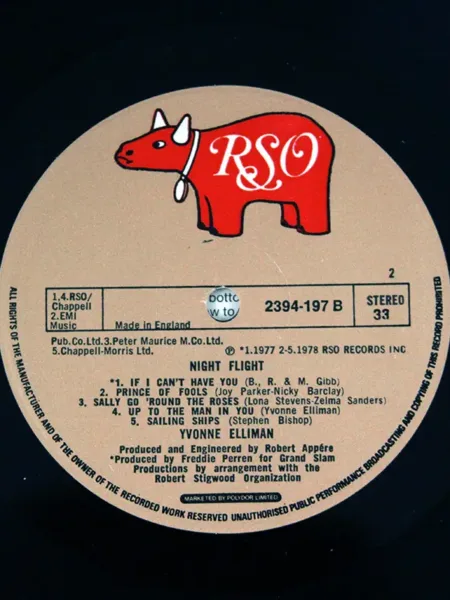 RSO
2
1,4.RSO/
Chappell
2.EMI
Music
Made in England
botto
w to
2394-197 B
STEREO
33
Pub.Co.Ltd.3.Peter Maurice M.Co.Ltd.
5.Chappell-Morris Ltd.
℗ *1.1977 2-5.1978 RSO RECORDS INC
NIGHT FLIGHT
*1. IF I CAN'T HAVE YOU (B., R. & M. Gibb)
2. PRINCE OF FOOLS (Joy Parker-Nicky Barclay)
3. SALLY GO 'ROUND THE ROSES (Lona Stevens-Zelma Sanders)
4. UP TO THE MAN IN YOU (Yvonne Elliman)
5. SAILING SHIPS (Stephen Bishop)
YVONNE ELLIMAN
Produced and Engineered by Robert Appére
*Produced by Freddie Perren for Grand Slam
Productions by arrangement with the
Robert Stigwood Organization
MARKETED BY POLYDOR LIMITED
ALL RIGHTS OF THE MANUFACTURER AND OF THE OWNER OF THE RECORDED WORK RESERVED UNAUTHORISED PUBLIC PERFORMANCE BROADCASTING AND COPYING OF THIS RECORD PROHIBITED